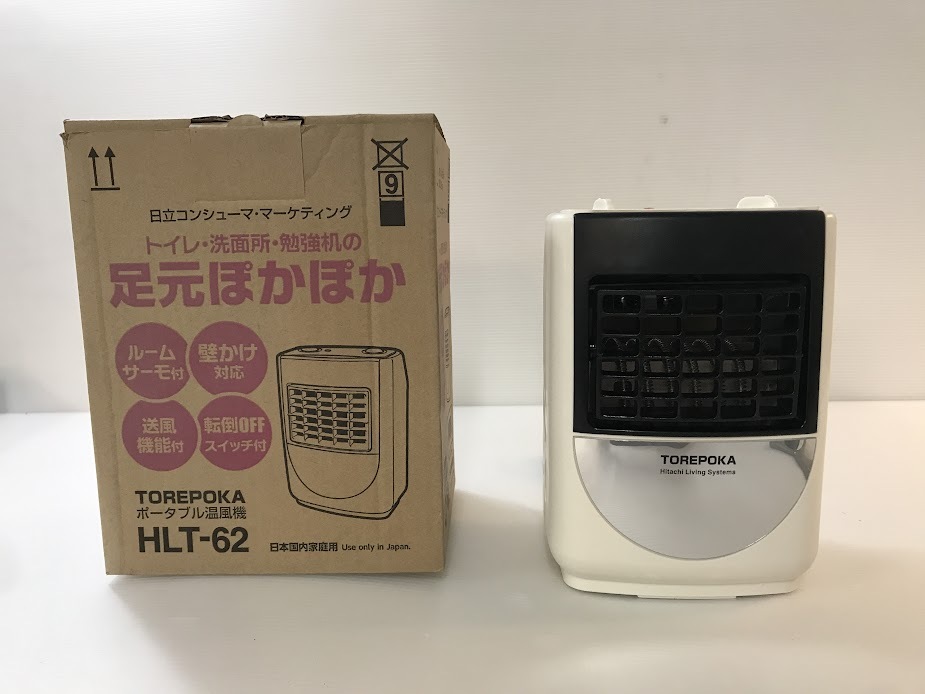 9
日立コンシューマ・マーケティング
トイレ・洗面所・勉強机の
足元ぽかぽか
ルーム
サーモ付
壁かけ
対応
送風
機能付
転倒OFF
スイッチ付
TOREPOKA
ポータブル温風機
HLT-62
日本国内家庭用 Use only in Japan.
TOREPOKA
Hitachi Living Systems